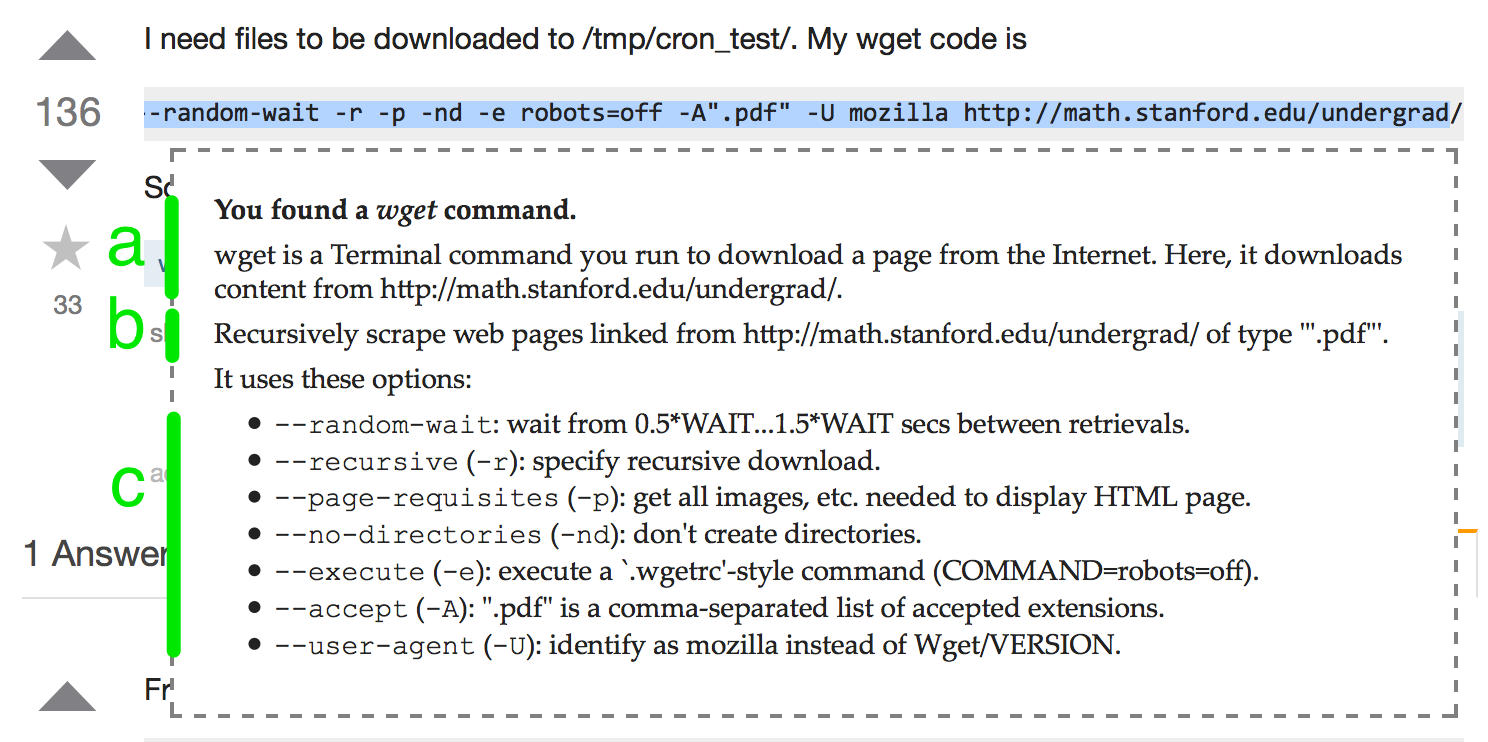 I need files to be downloaded to /tmp/cron_test/. My wget code is
136
--random-wait -r -p -nd -e robots=off -A".pdf" -U mozilla http://math.stanford.edu/undergrad/
You found a wget command.
a
wget is a Terminal command you run to download a page from the Internet. Here, it downloads
content from http://math.stanford.edu/undergrad/.
33
b
Recursively scrape web pages linked from http://math.stanford.edu/undergrad/ of type '".pdf"'.
It uses these options:
c
● --random-wait: wait from 0.5*WAIT...1.5*WAIT secs between retrievals.
● --recursive (-r): specify recursive download.
● --page-requisites (-p): get all images, etc. needed to display HTML page.
● --no-directories (-nd): don't create directories.
1 Answer
● --execute (-e): execute a `.wgetrc'-style command (COMMAND=robots=off).
● --accept (-A): ".pdf" is a comma-separated list of accepted extensions.
● --user-agent (-U): identify as mozilla instead of Wget/VERSION.